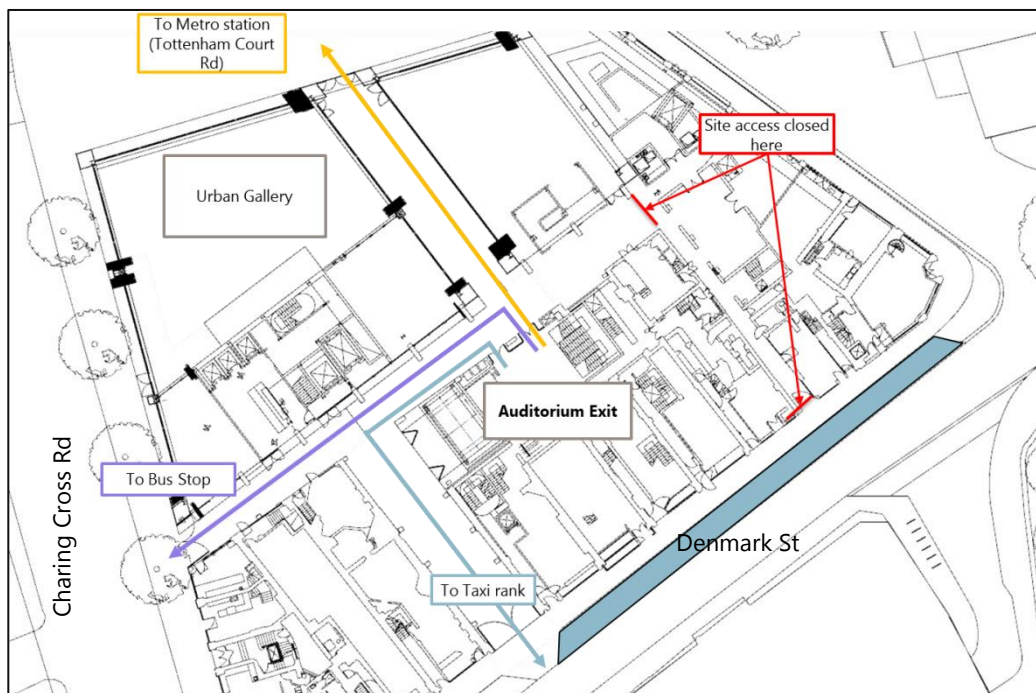 To Metro station
(Tottenham Court
Rd)
Site access closed
here
Urban Gallery
Auditorium Exit
To Bus Stop
Charing Cross Rd
Denmark St
To Taxi rank